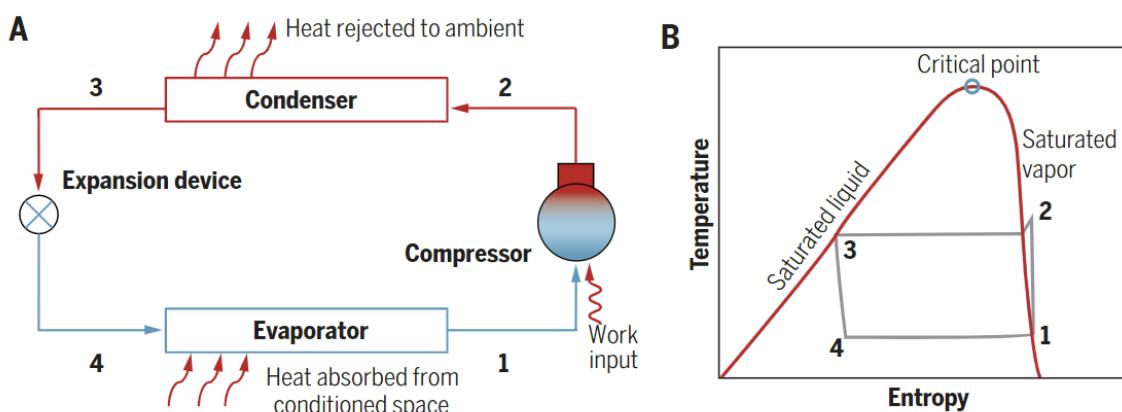 A
Heat rejected to ambient
3
Condenser
2
Expansion device
Compressor
Evaporator
4
1
Work
input
Heat absorbed from
conditioned space
B
Critical point
Temperature
Saturated liquid
Saturated
vapor
2
3
4
1
Entropy